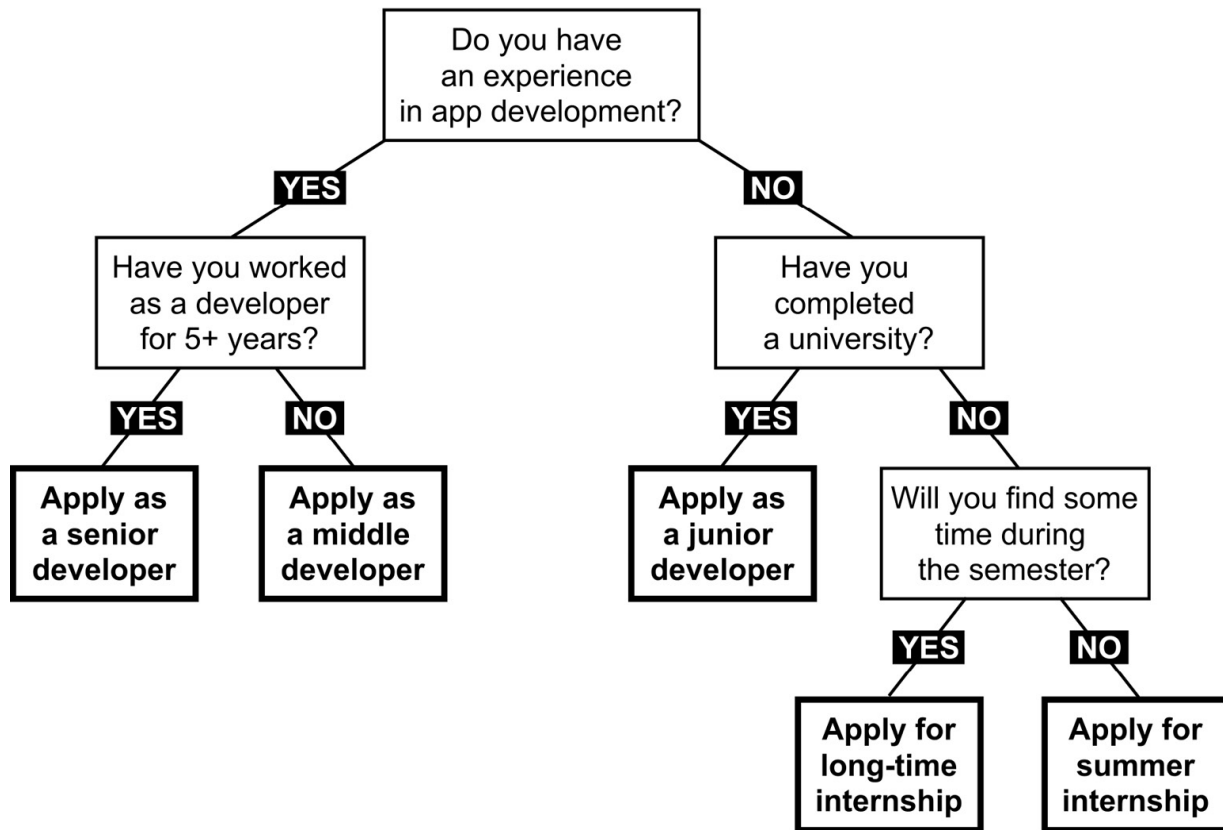 Do you have
an experience
in app development?
YES
NO
Have you worked
as a developer
for 5+ years?
Have you
completed
a university?
YES
NO
YES
NO
Apply as
a senior
developer
Apply as
a middle
developer
Apply as
a junior
developer
Will you find some
time during
the semester?
YES
NO
Apply for
long-time
internship
Apply for
summer
internship